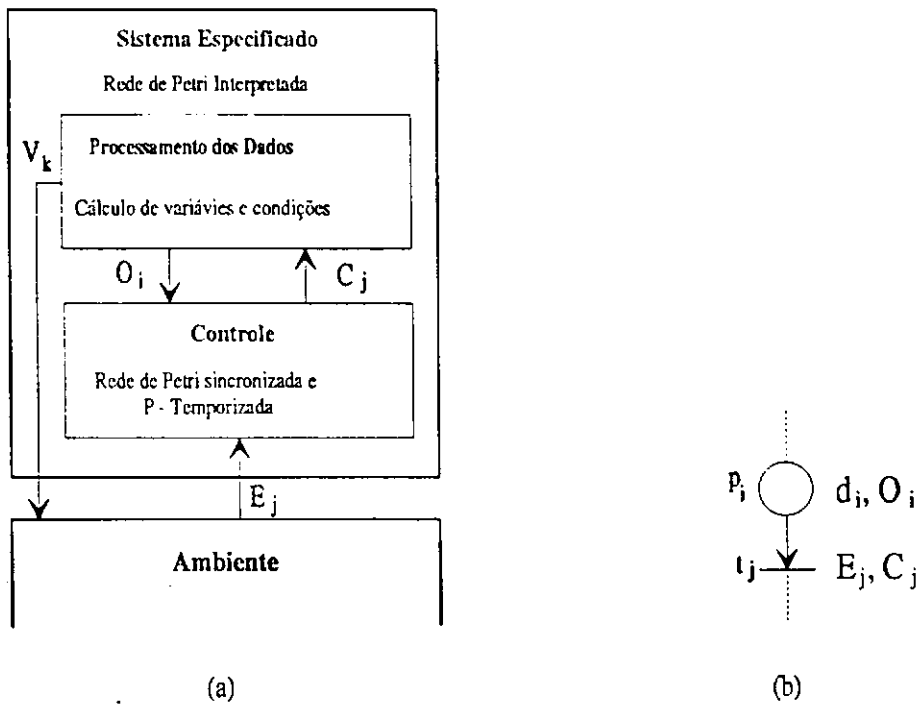 Sistema Especificado
Rede de Petri Interpretada
V_k
Processamento dos Dados
Cálculo de variávies e condições
O_i
C_j
Controle
Rede de Petri sincronizada e
P - Temporizada
E_j
Ambiente
(a)
p_i
d_i, O_i
t_j
E_j, C_j
(b)